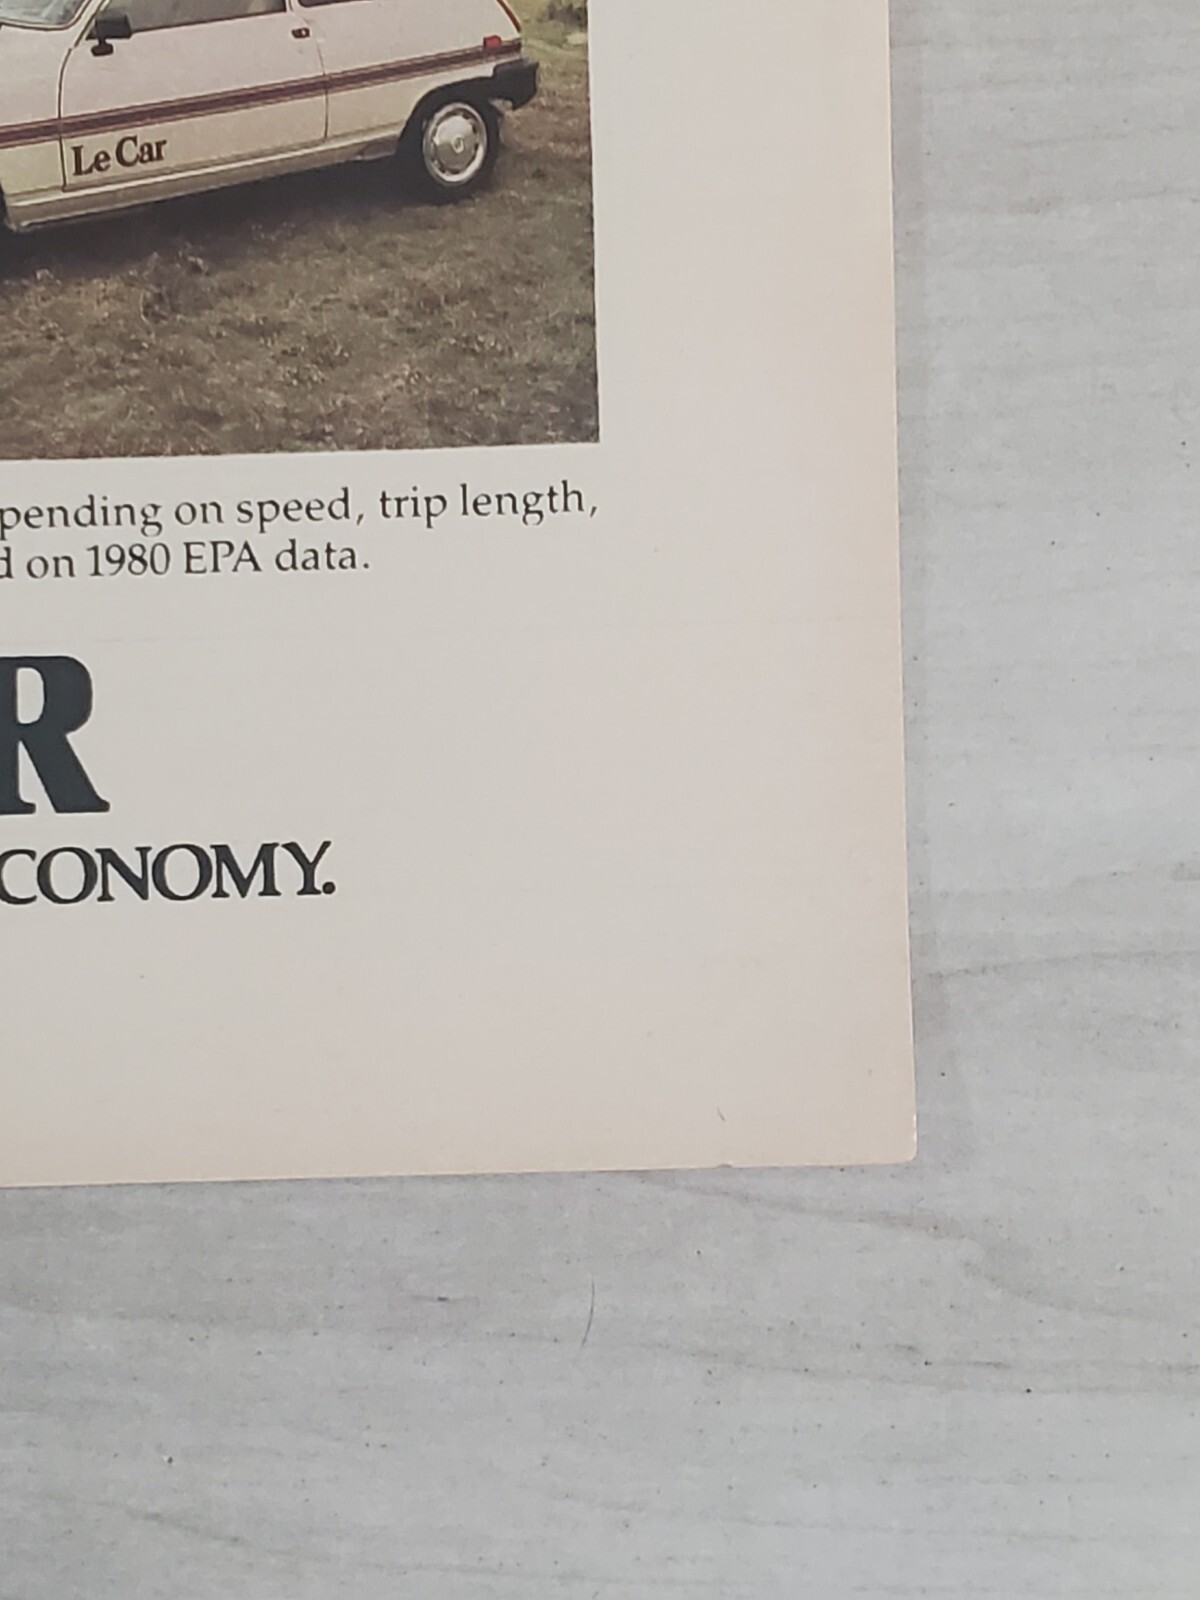 Le Car
pending on speed, trip length,
d on 1980 EPA data.
R
CONOMY.